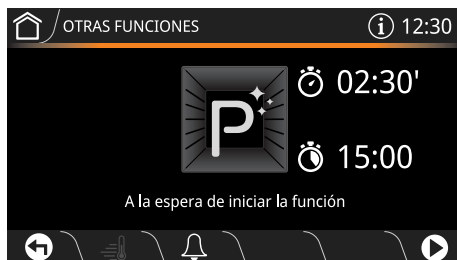 OTRAS FUNCIONES
12:30
P
02:30'
15:00
A la espera de iniciar la función